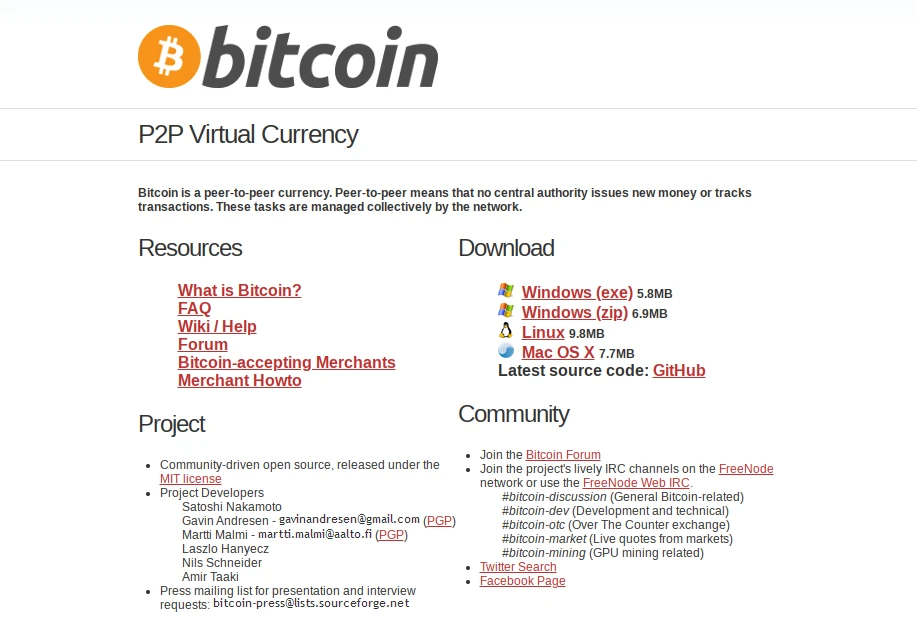 bitcoin
P2P Virtual Currency
Bitcoin is a peer-to-peer currency. Peer-to-peer means that no central authority issues new money or tracks
transactions. These tasks are managed collectively by the network.
Resources
What is Bitcoin?
FAQ
Wiki / Help
Forum
Bitcoin-accepting Merchants
Merchant Howto
Download
Windows (exe) 5.8MB
Windows (zip) 6.9MB
Linux 9.8MB
Mac OS X 7.7MB
Latest source code: GitHub
Project
Community-driven open source, released under the
MIT license
Project Developers
Satoshi Nakamoto
Gavin Andresen - gavinandresen@gmail.com (PGP)
Martti Malmi - martti.malmi@aalto.fi (PGP)
Laszlo Hanyecz
Nils Schneider
Amir Taaki
Press mailing list for presentation and interview
requests: bitcoin-press@lists.sourceforge.net
Community
Join the Bitcoin Forum
Join the project's lively IRC channels on the FreeNode
network or use the FreeNode Web IRC.
#bitcoin-discussion (General Bitcoin-related)
#bitcoin-dev (Development and technical)
#bitcoin-otc (Over The Counter exchange)
#bitcoin-market (Live quotes from markets)
#bitcoin-mining (GPU mining related)
Twitter Search
Facebook Page